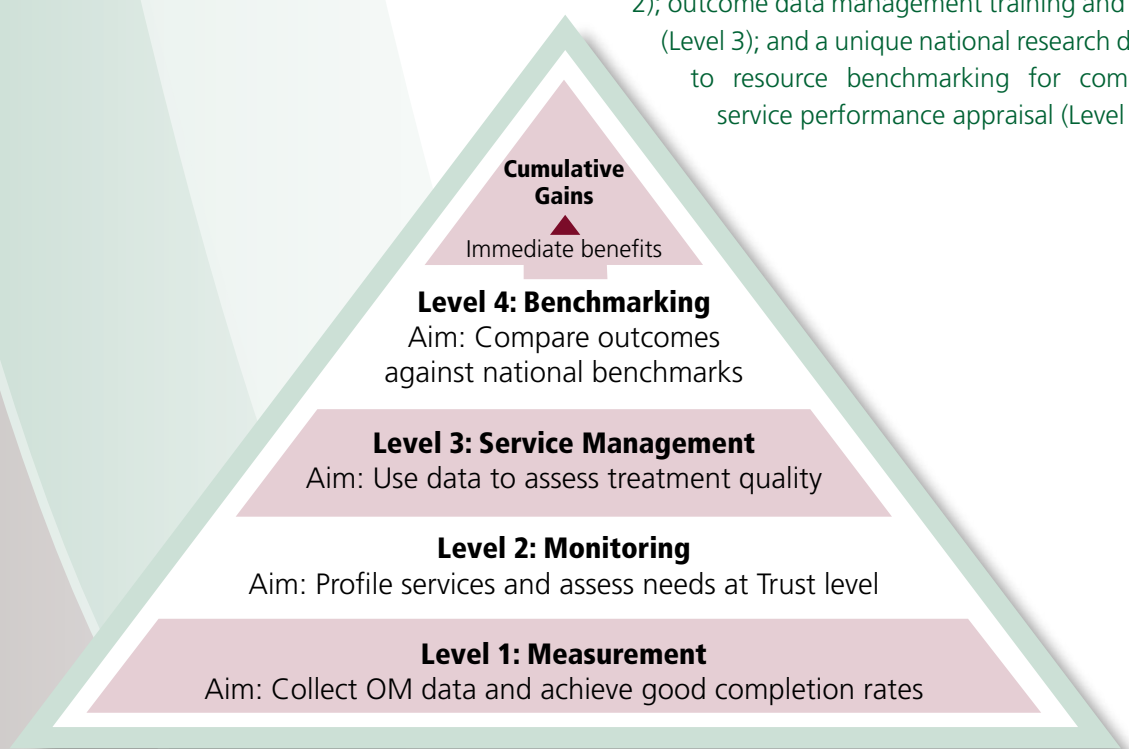 2); outcome data management training and
(Level 3); and a unique national research
to resource benchmarking for
service performance appraisal (Level
Cumulative
Gains
Immediate benefits
Level 4: Benchmarking
Aim: Compare outcomes
against national benchmarks
Level 3: Service Management
Aim: Use data to assess treatment quality
Level 2: Monitoring
Aim: Profile services and assess needs at Trust level
Level 1: Measurement
Aim: Collect OM data and achieve good completion rates